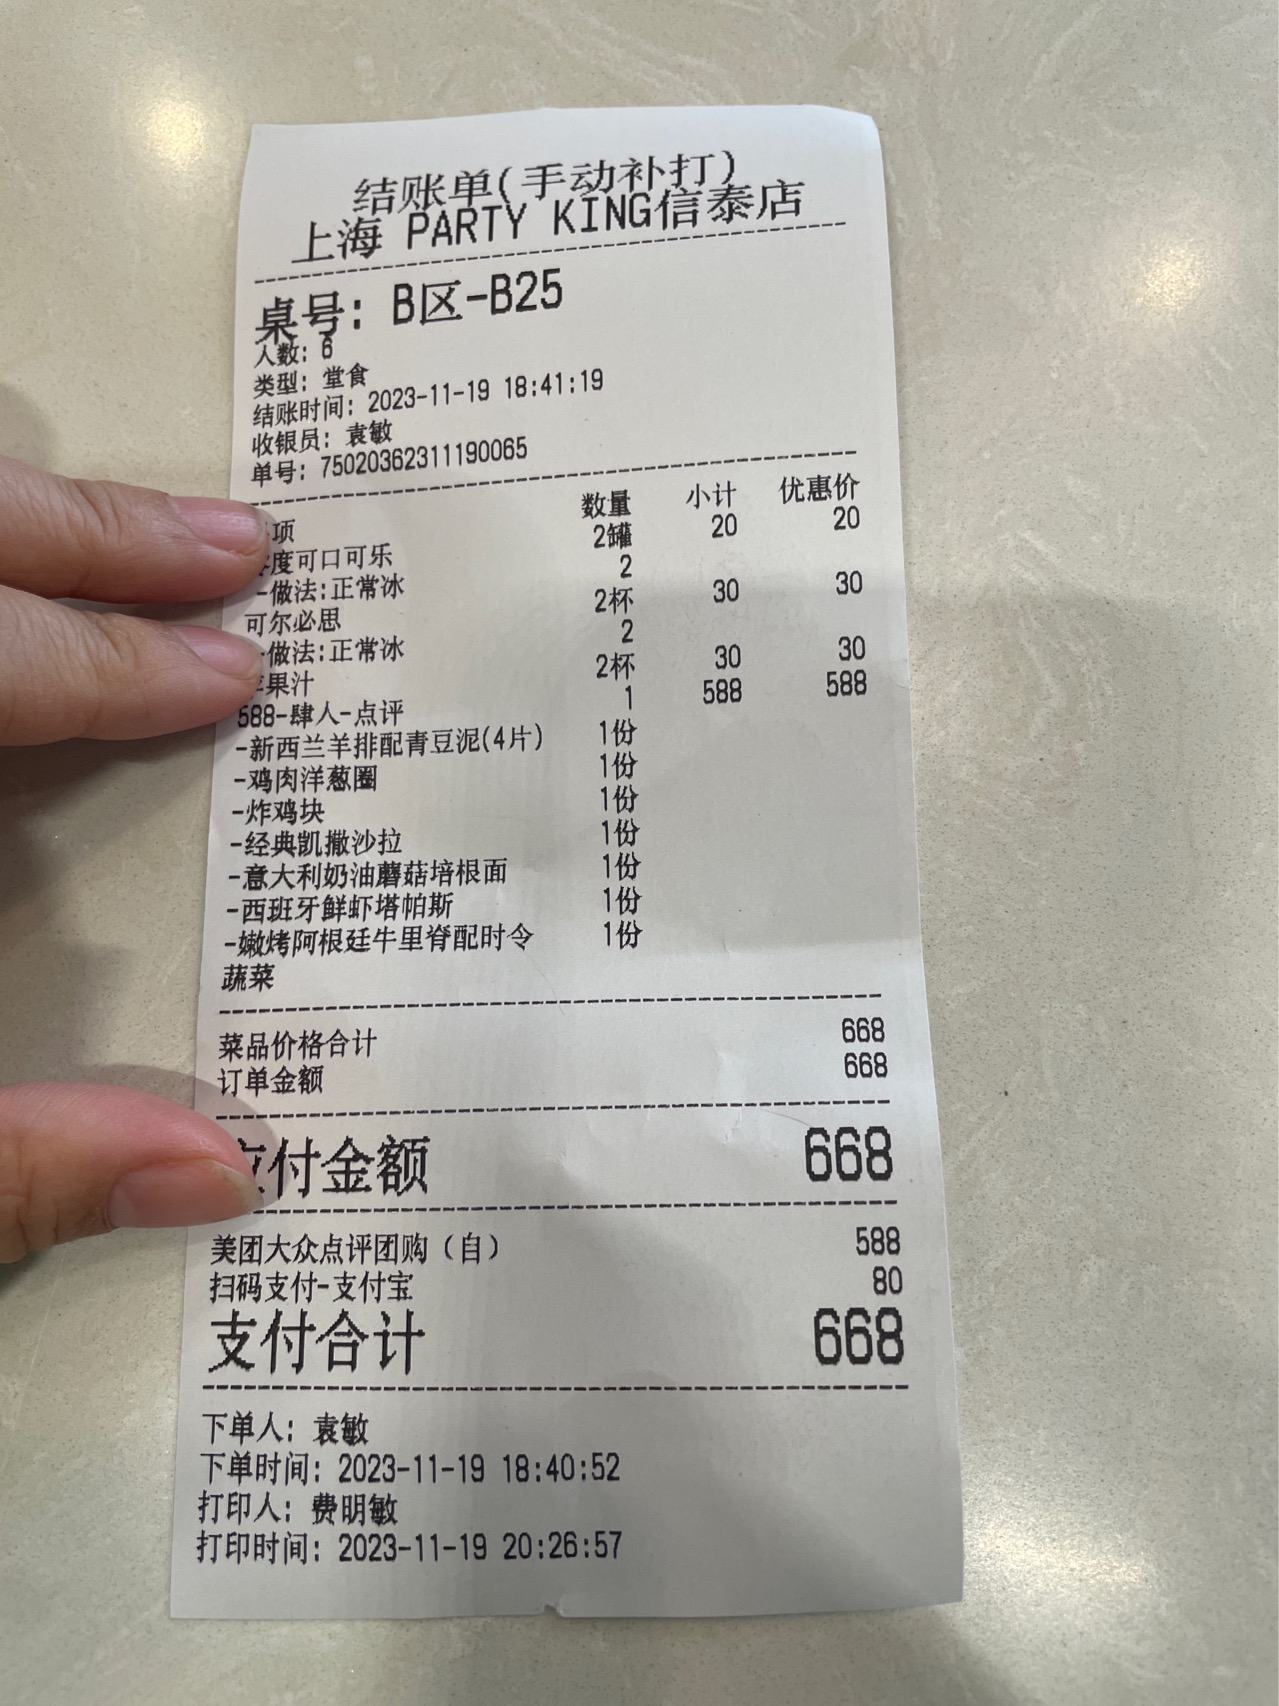 结账单(手动补打)
上海 PARTY KING信泰店
桌号: B区-B25
人数: 6
类型: 堂食
结账时间: 2023-11-19 18:41:19
收银员: 袁敏
单号: 75020362311190065
项 数量 小计 优惠价
度可口可乐 2罐 20 20
-做法:正常冰 2
可尔必思 2杯 30 30
-做法:正常冰 2
果汁 2杯 30 30
588-肆人-点评 1 588 588
-新西兰羊排配青豆泥(4片) 1份
-鸡肉洋葱圈 1份
-炸鸡块 1份
-经典凯撒沙拉 1份
-意大利奶油蘑菇培根面 1份
-西班牙鲜虾塔帕斯 1份
-嫩烤阿根廷牛里脊配时令 1份
蔬菜
菜品价格合计 668
订单金额 668
应付金额 668
美团大众点评团购（自） 588
扫码支付-支付宝 80
支付合计 668
下单人: 袁敏
下单时间: 2023-11-19 18:40:52
打印人: 费明敏
打印时间: 2023-11-19 20:26:57